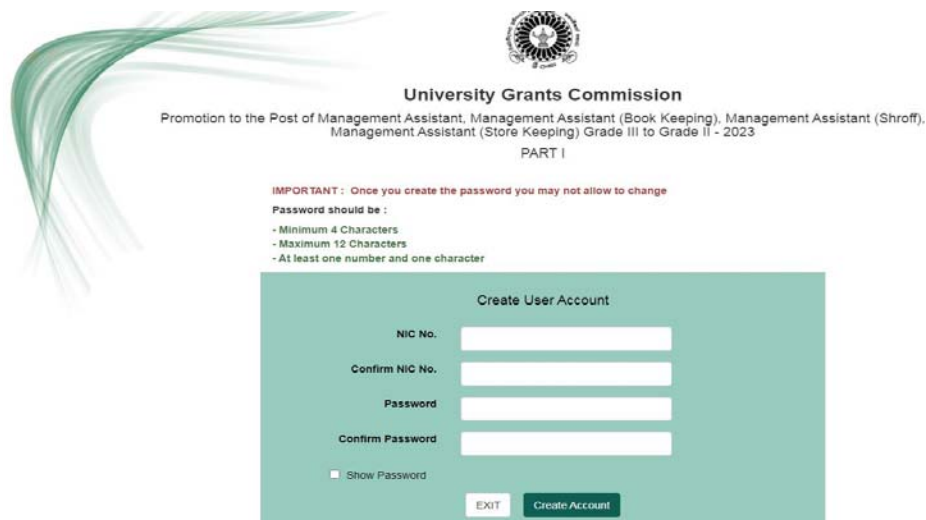 University Grants Commission
Promotion to the Post of Management Assistant, Management Assistant (Book Keeping), Management Assistant (Shroff),
Management Assistant (Store Keeping) Grade III to Grade II - 2023
PART I
IMPORTANT : Once you create the password you may not allow to change
Password should be :
- Minimum 4 Characters
- Maximum 12 Characters
- At least one number and one character
Create User Account
NIC No.
Confirm NIC No.
Password
Confirm Password
Show Password
EXIT
Create Account